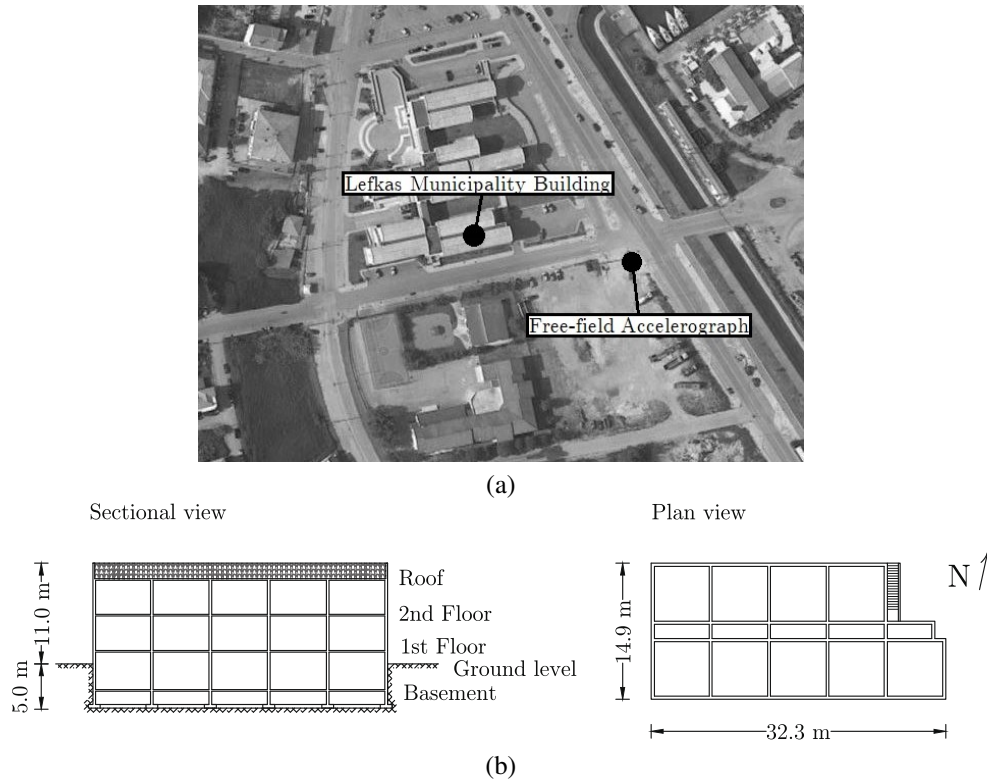 Lefkas Municipality Building
Free-field Accelerograph
(a)
Sectional view
Plan view
11.0 m
5.0 m
Roof
2nd Floor
1st Floor
Ground level
Basement
14.9 m
32.3 m
N
(b)